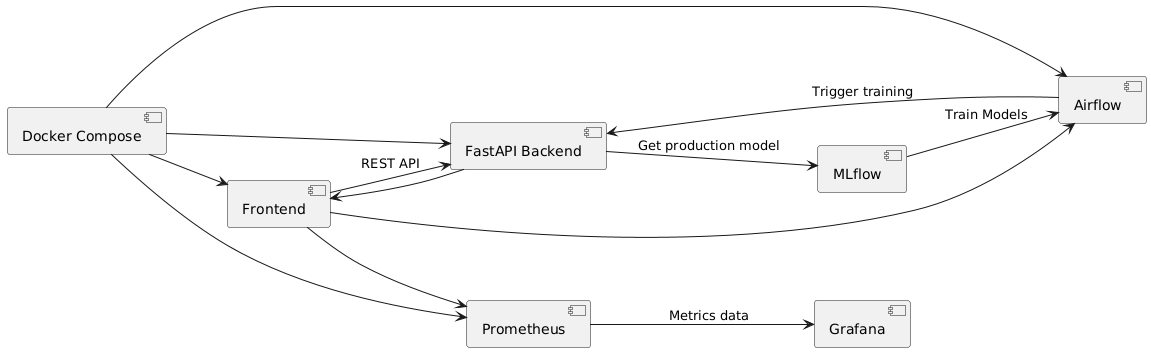 Trigger training
Airflow
Train Models
Docker Compose
FastAPI Backend
Get production model
REST API
MLflow
Frontend
Metrics data
Prometheus
Grafana